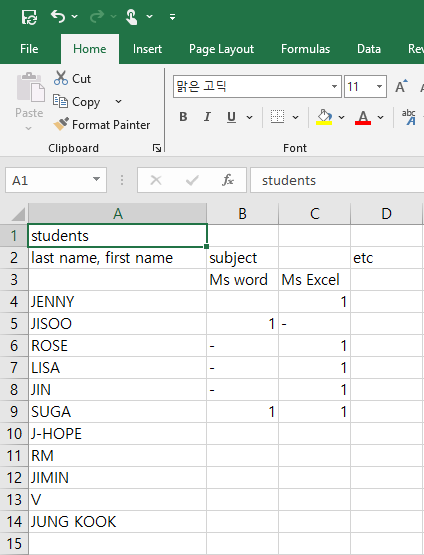 File Home Insert Page Layout Formulas Data Rev
Paste
Cut
Copy
Format Painter
맑은 고딕 11 A A
B I U A abc
Clipboard Font
A1 fx students
A B C D
1 students
2 last name, first name subject etc
3 Ms word Ms Excel
4 JENNY 1
5 JISOO 1 -
6 ROSE - 1
7 LISA - 1
8 JIN - 1
9 SUGA 1 1
10 J-HOPE
11 RM
12 JIMIN
13 V
14 JUNG KOOK
15